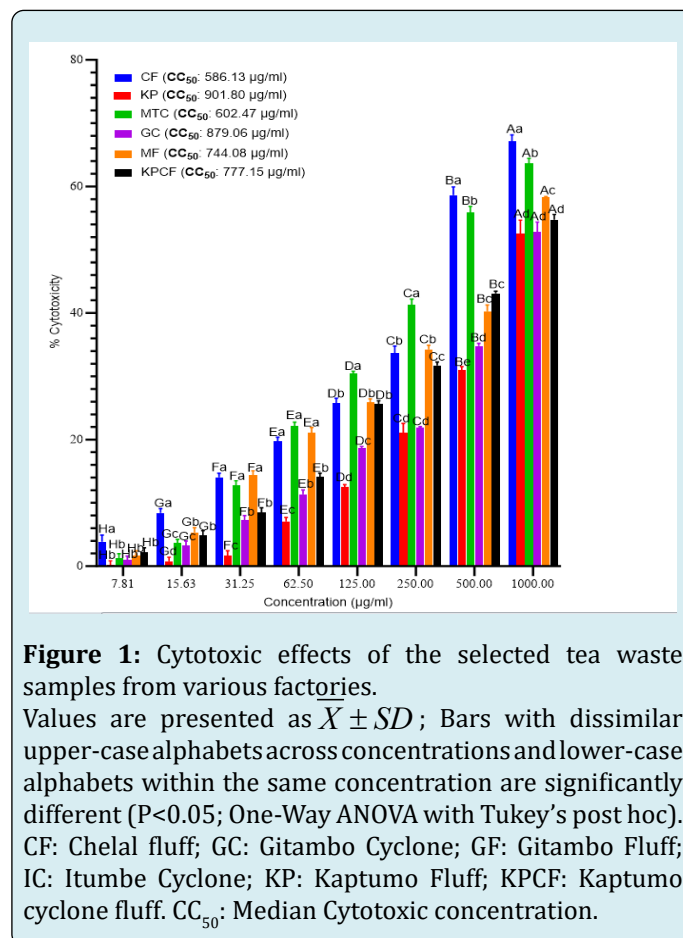 80
60
40
20
0
% Cytotoxicity
CF (CC50: 586.13 µg/ml)
KP (CC50: 901.80 µg/ml)
MTC (CC50: 602.47 µg/ml)
GC (CC50: 879.06 µg/ml)
MF (CC50: 744.08 µg/ml)
KPCF (CC50: 777.15 µg/ml)
Ha Hb Hb Hb Hb Hb
Ga Gd Gc Gc Gb Gb
Fa Fc Fa Fb Fa Fb
Ea Ec Ea Eb Ea Eb
Db Dd Da Dc Db Db
Cb Cd Ca Cd Cb Cc
Ba Be Bb Bd Bc Bc
Aa Ad Ab Ad Ac Ad
7.81 15.63 31.25 62.50 125.00 250.00 500.00 1000.00
Concentration (µg/ml)
Figure 1: Cytotoxic effects of the selected tea waste
samples from various factories.
Values are presented as X̅ ± SD ; Bars with dissimilar
upper-case alphabets across concentrations and lower-case
alphabets within the same concentration are significantly
different (P<0.05; One-Way ANOVA with Tukey's post hoc).
CF: Chelal fluff; GC: Gitambo Cyclone; GF: Gitambo Fluff;
IC: Itumbe Cyclone; KP: Kaptumo Fluff; KPCF: Kaptumo
cyclone fluff. CC50: Median Cytotoxic concentration.